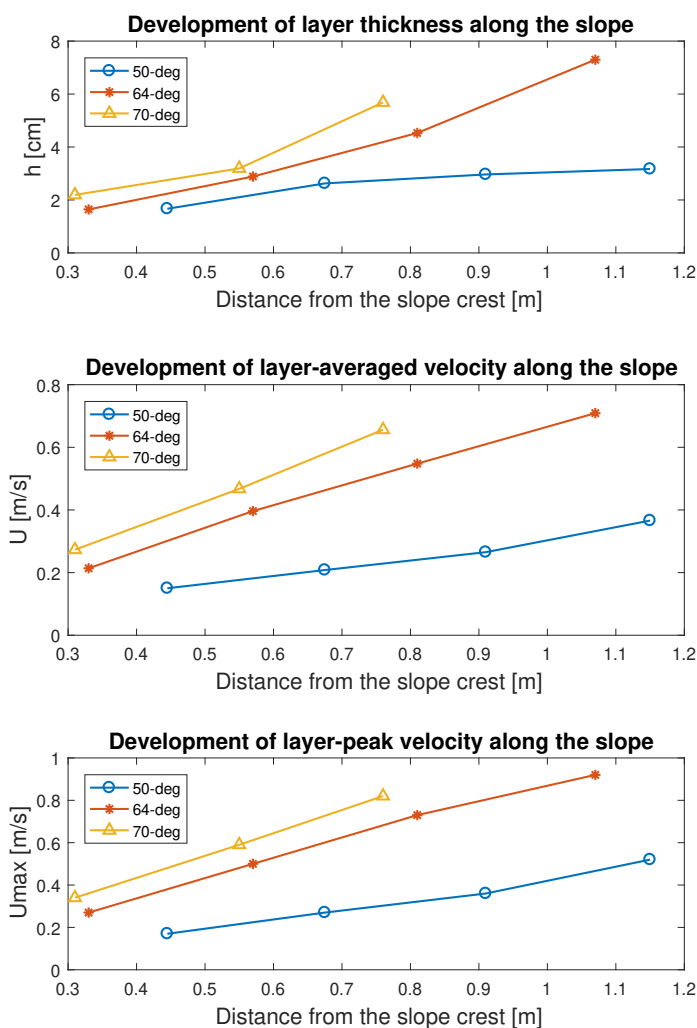 Development of layer thickness along the slope
8
6
4
2
0
h [cm]
50-deg
64-deg
70-deg
0.3 0.4 0.5 0.6 0.7 0.8 0.9 1 1.1 1.2
Distance from the slope crest [m]
Development of layer-averaged velocity along the slope
0.8
0.6
0.4
0.2
0
U [m/s]
50-deg
64-deg
70-deg
0.3 0.4 0.5 0.6 0.7 0.8 0.9 1 1.1 1.2
Distance from the slope crest [m]
Development of layer-peak velocity along the slope
1
0.8
0.6
0.4
0.2
0
Umax [m/s]
50-deg
64-deg
70-deg
0.3 0.4 0.5 0.6 0.7 0.8 0.9 1 1.1 1.2
Distance from the slope crest [m]